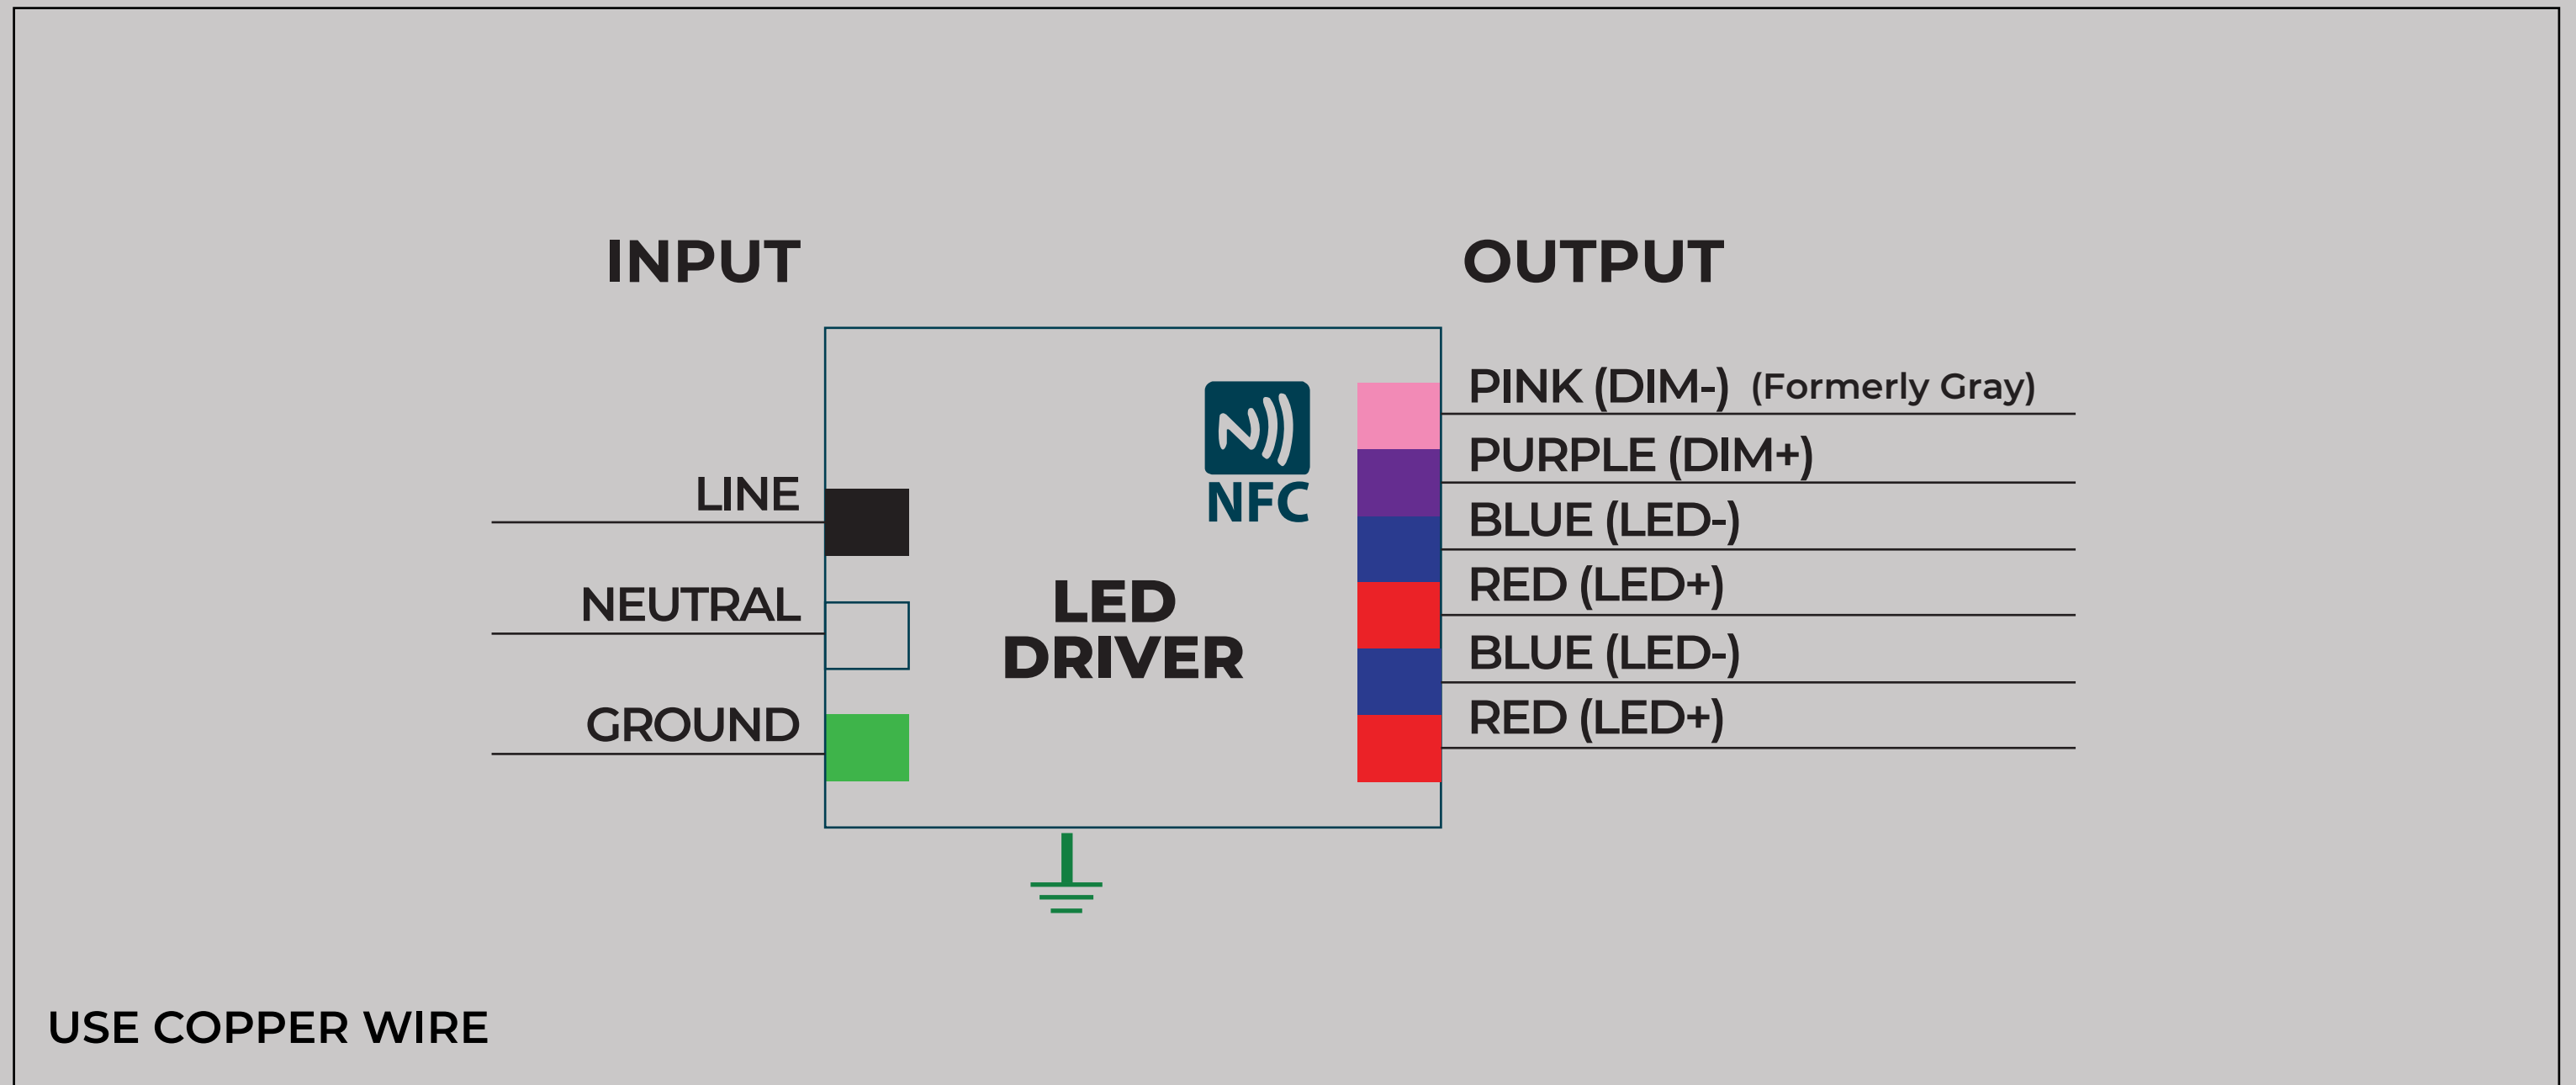 INPUT
OUTPUT
PINK (DIM-) (Formerly Gray)
PURPLE (DIM+)
BLUE (LED-)
RED (LED+)
BLUE (LED-)
RED (LED+)
LINE
NEUTRAL
GROUND
NFC
LED
DRIVER
USE COPPER WIRE